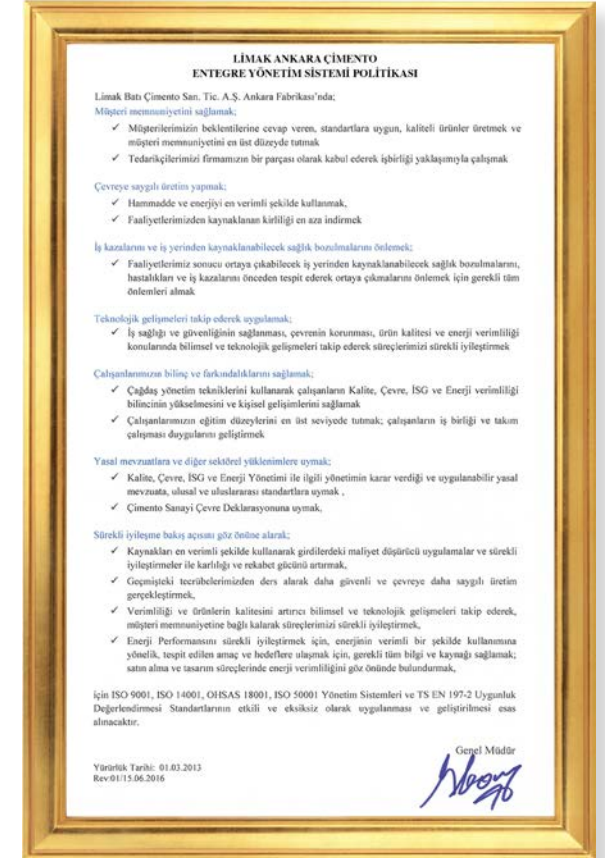 LİMAK ANKARA ÇİMENTO
ENTEGRE YÖNETİM SİSTEMİ POLİTİKASI
Limak Batı Çimento San. Tic. A.Ş. Ankara Fabrikası'nda;
Müşteri memnuniyetini sağlamak;
✓ Müşterilerimizin beklentilerine cevap veren, standartlara uygun, kaliteli ürünler üretmek ve
müşteri memnuniyetini en üst düzeyde tutmak
✓ Tedarikçilerimizi firmamızın bir parçası olarak kabul ederek işbirliği yaklaşımıyla çalışmak
Çevreye saygılı üretim yapmak;
✓ Hammadde ve enerjiyi en verimli şekilde kullanmak,
✓ Faaliyetlerimizden kaynaklanan kirliliği en aza indirmek
İş kazalarını ve iş yerinden kaynaklanabilecek sağlık bozulmalarını önlemek;
✓ Faaliyetlerimiz sonucu ortaya çıkabilecek iş yerinden kaynaklanabilecek sağlık bozulmalarını,
hastalıkları ve iş kazalarını önceden tespit ederek ortaya çıkmalarını önlemek için gerekli tüm
önlemleri almak
Teknolojik gelişmeleri takip ederek uygulamak;
✓ İş sağlığı ve güvenliğinin sağlanması, çevrenin korunması, ürün kalitesi ve enerji verimliliği
konularında bilimsel ve teknolojik gelişmeleri takip ederek süreçlerimizi sürekli iyileştirmek
Çalışanlarımızın bilinç ve farkındalıklarını sağlamak;
✓ Çağdaş yönetim tekniklerini kullanarak çalışanların Kalite, Çevre, İSG ve Enerji verimliliği
bilincinin yükselmesini ve kişisel gelişimlerini sağlamak
✓ Çalışanlarımızın eğitim düzeylerini en üst seviyede tutmak; çalışanların iş birliği ve takım
çalışması duygularını geliştirmek
Yasal mevzuatlara ve diğer sektörel yüklenimlere uymak;
✓ Kalite, Çevre, İSG ve Enerji Yönetimi ile ilgili yönetimin karar verdiği ve uygulanabilir yasal
mevzuata, ulusal ve uluslararası standartlara uymak ,
✓ Çimento Sanayi Çevre Deklarasyonuna uymak,
Sürekli iyileşme bakış açısını göz önüne alarak;
✓ Kaynakları en verimli şekilde kullanarak girdilerdeki maliyet düşürücü uygulamalar ve sürekli
iyileştirmeler ile karlılığı ve rekabet gücünü artırmak,
✓ Geçmişteki tecrübelerimizden ders alarak daha güvenli ve çevreye daha saygılı üretim
gerçekleştirmek,
✓ Verimliliği ve ürünlerin kalitesini artırıcı bilimsel ve teknolojik gelişmeleri takip ederek,
müşteri memnuniyetine bağlı kalarak süreçlerimizi sürekli iyileştirmek,
✓ Enerji Performansını sürekli iyileştirmek için, enerjinin verimli bir şekilde kullanımına
yönelik, tespit edilen amaç ve hedeflere ulaşmak için, gerekli tüm bilgi ve kaynağı sağlamak;
satın alma ve tasarım süreçlerinde enerji verimliliğini göz önünde bulundurmak,
için ISO 9001, ISO 14001, OHSAS 18001, ISO 50001 Yönetim Sistemleri ve TS EN 197-2 Uygunluk
Değerlendirmesi Standartlarının etkili ve eksiksiz olarak uygulanması ve geliştirilmesi esas
alınacaktır.
Genel Müdür
Yürürlük Tarihi: 01.03.2013
Rev:01/15.06.2016